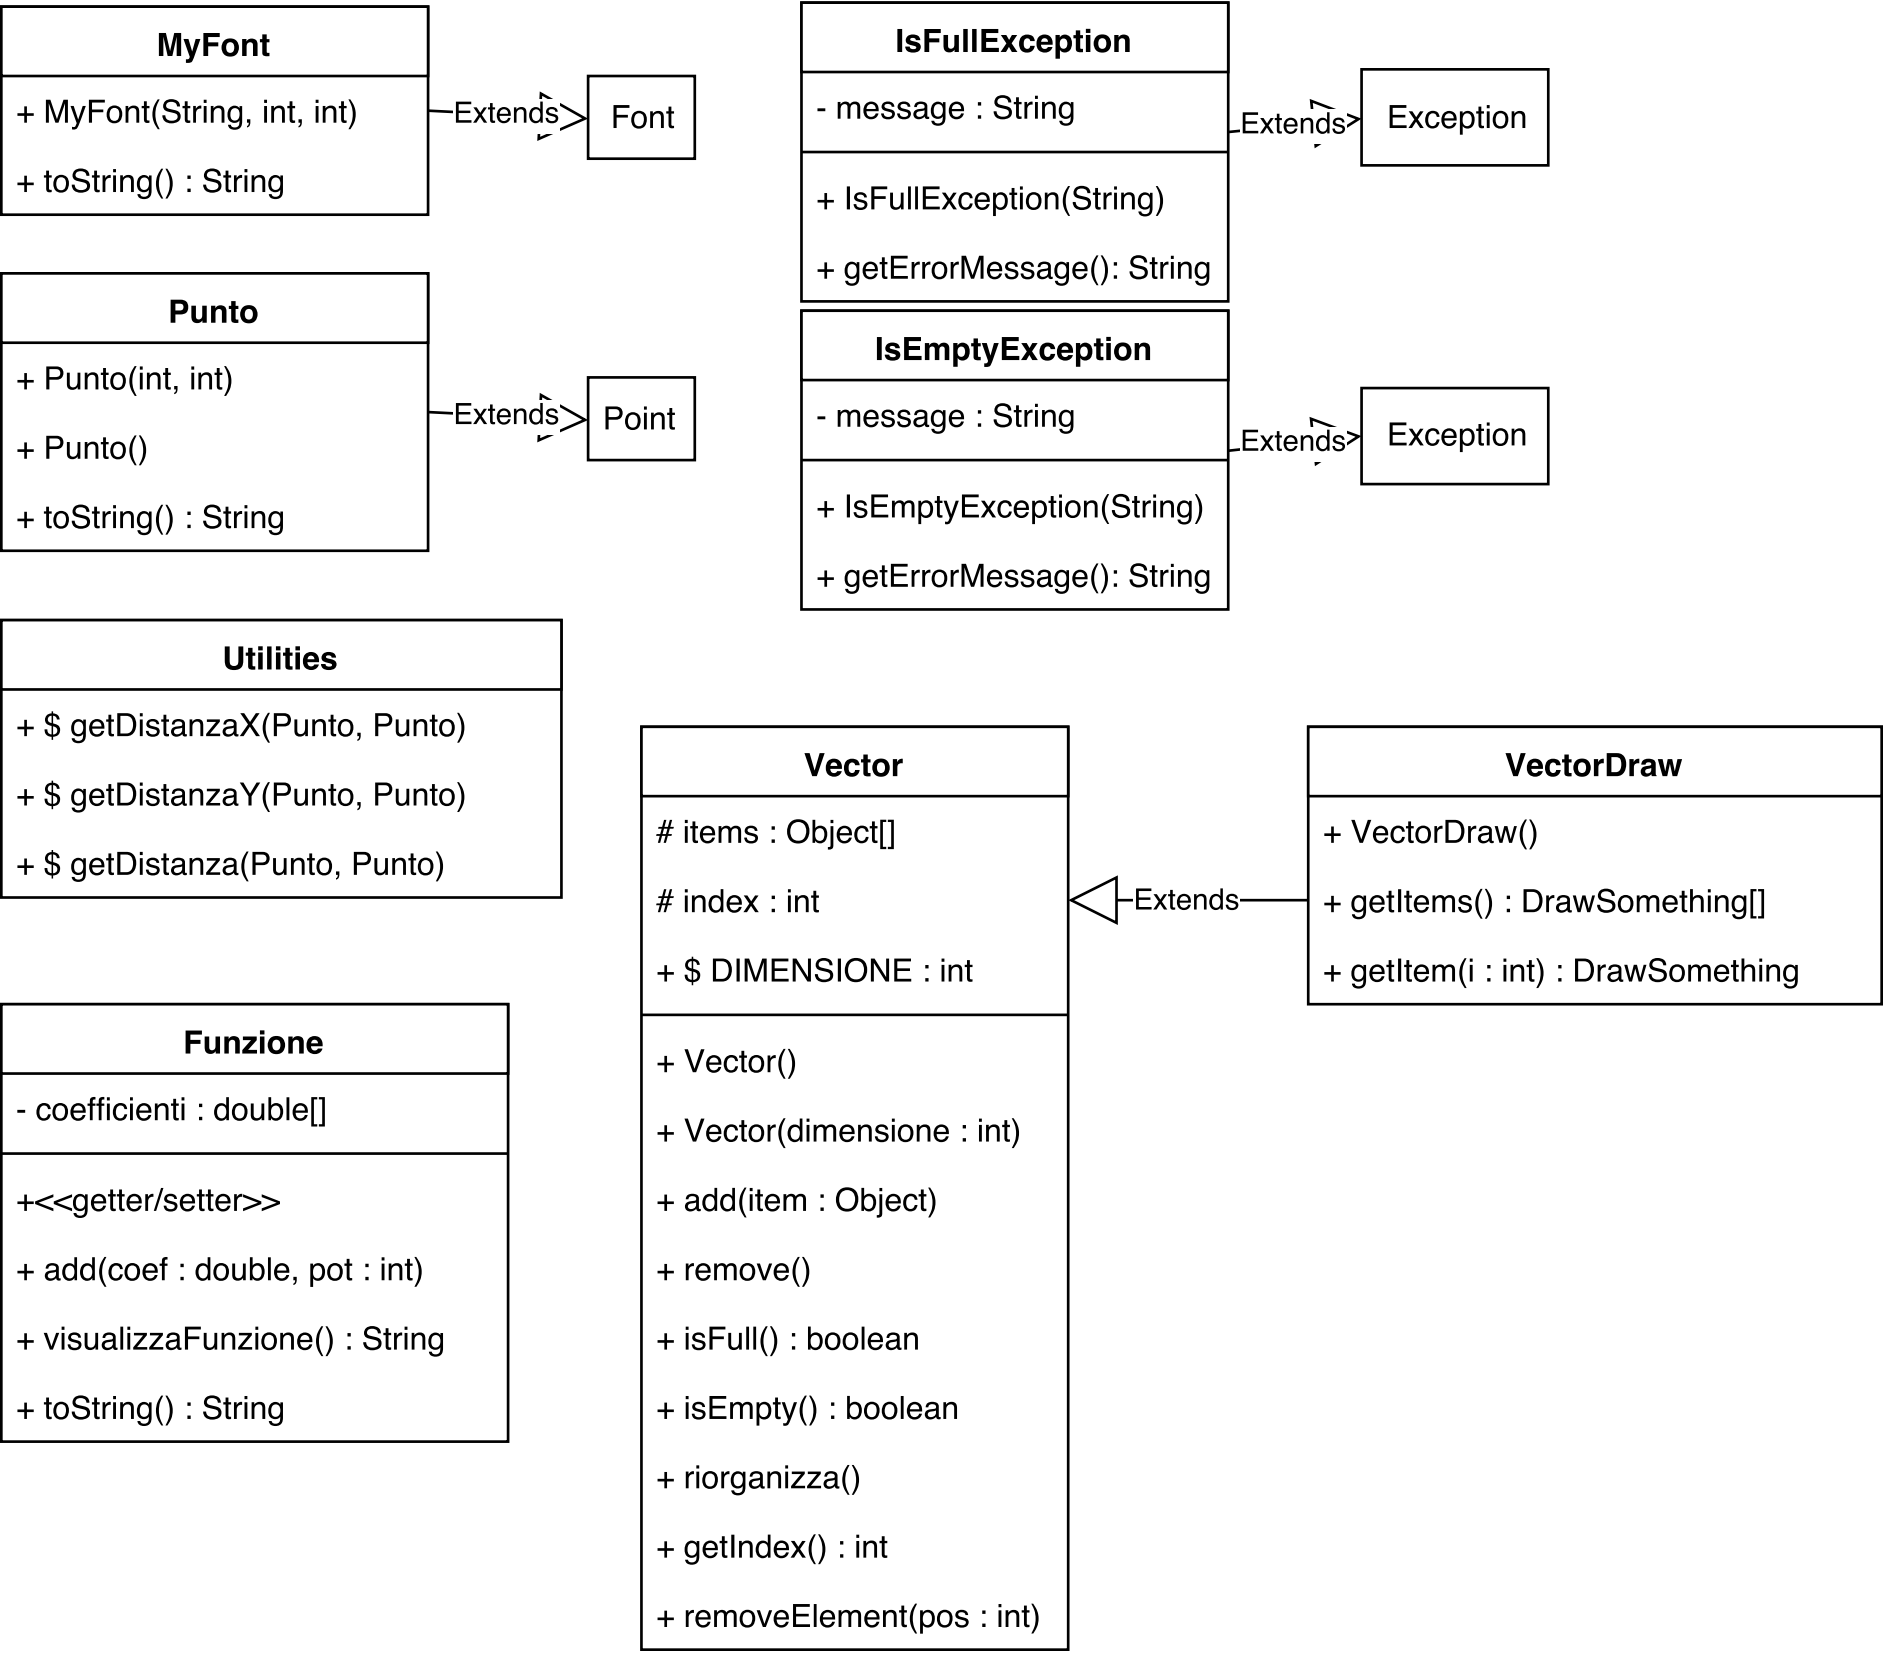 MyFont
+ MyFont(String, int, int)
+ toString() : String
Extends
Font
IsFullException
- message : String
+ IsFullException(String)
+ getErrorMessage(): String
Extends
Exception
Punto
+ Punto(int, int)
+ Punto()
+ toString() : String
Extends
Point
IsEmptyException
- message : String
+ IsEmptyException(String)
+ getErrorMessage(): String
Extends
Exception
Utilities
+ $ getDistanzaX(Punto, Punto)
+ $ getDistanzaY(Punto, Punto)
+ $ getDistanza(Punto, Punto)
Vector
# items : Object[]
# index : int
+ $ DIMENSIONE : int
+ Vector()
+ Vector(dimensione : int)
+ add(item : Object)
+ remove()
+ isFull() : boolean
+ isEmpty() : boolean
+ riorganizza()
+ getIndex() : int
+ removeElement(pos : int)
Extends
VectorDraw
+ VectorDraw()
+ getItems() : DrawSomething[]
+ getItem(i : int) : DrawSomething
Funzione
- coefficienti : double[]
+<<getter/setter>>
+ add(coef : double, pot : int)
+ visualizzaFunzione() : String
+ toString() : String